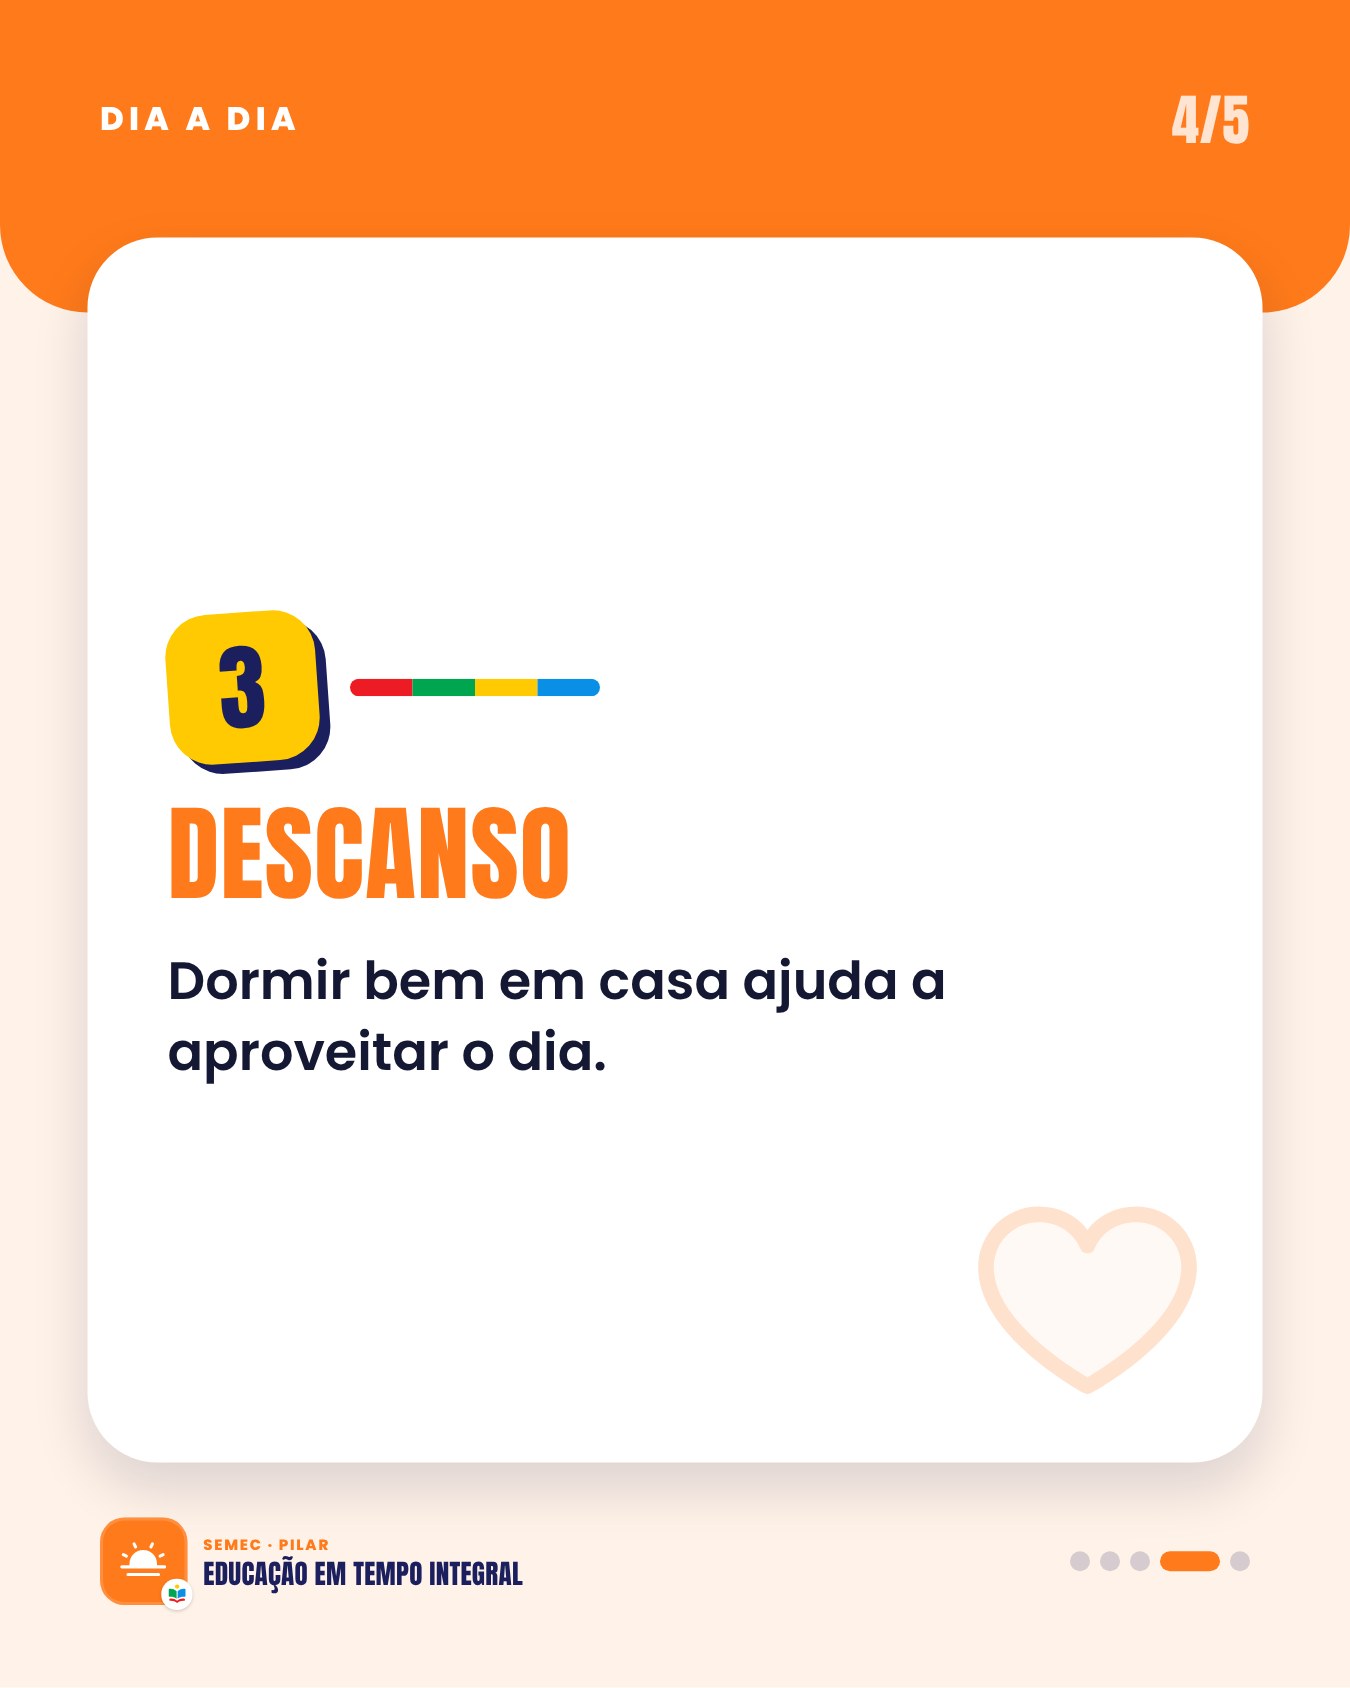 DIA A DIA
4/5
3
DESCANSO
Dormir bem em casa ajuda a
aproveitar o dia.
SEMEC · PILAR
EDUCAÇÃO EM TEMPO INTEGRAL